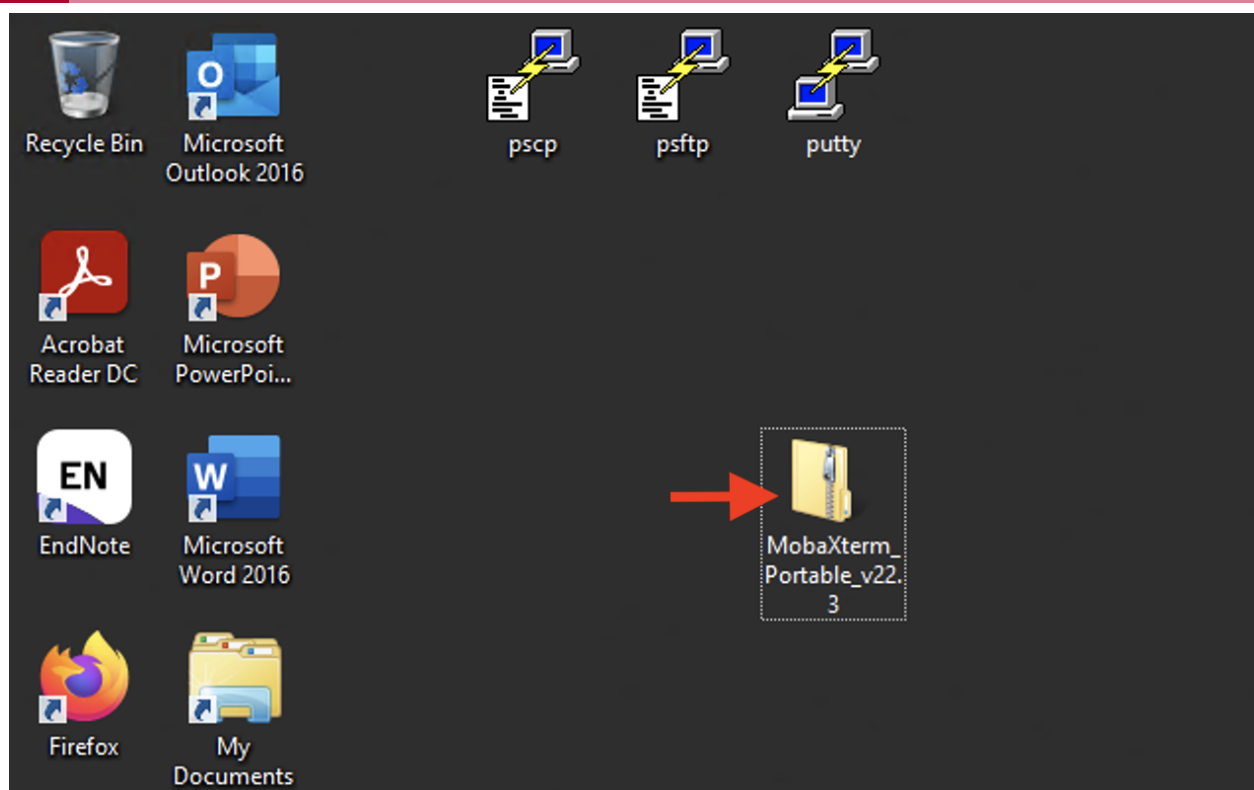 Recycle Bin
Microsoft
Outlook 2016
pscp
psftp
putty
Acrobat
Reader DC
Microsoft
PowerPoi...
EN
EndNote
Microsoft
Word 2016
MobaXterm_
Portable_v22.
3
Firefox
My
Documents